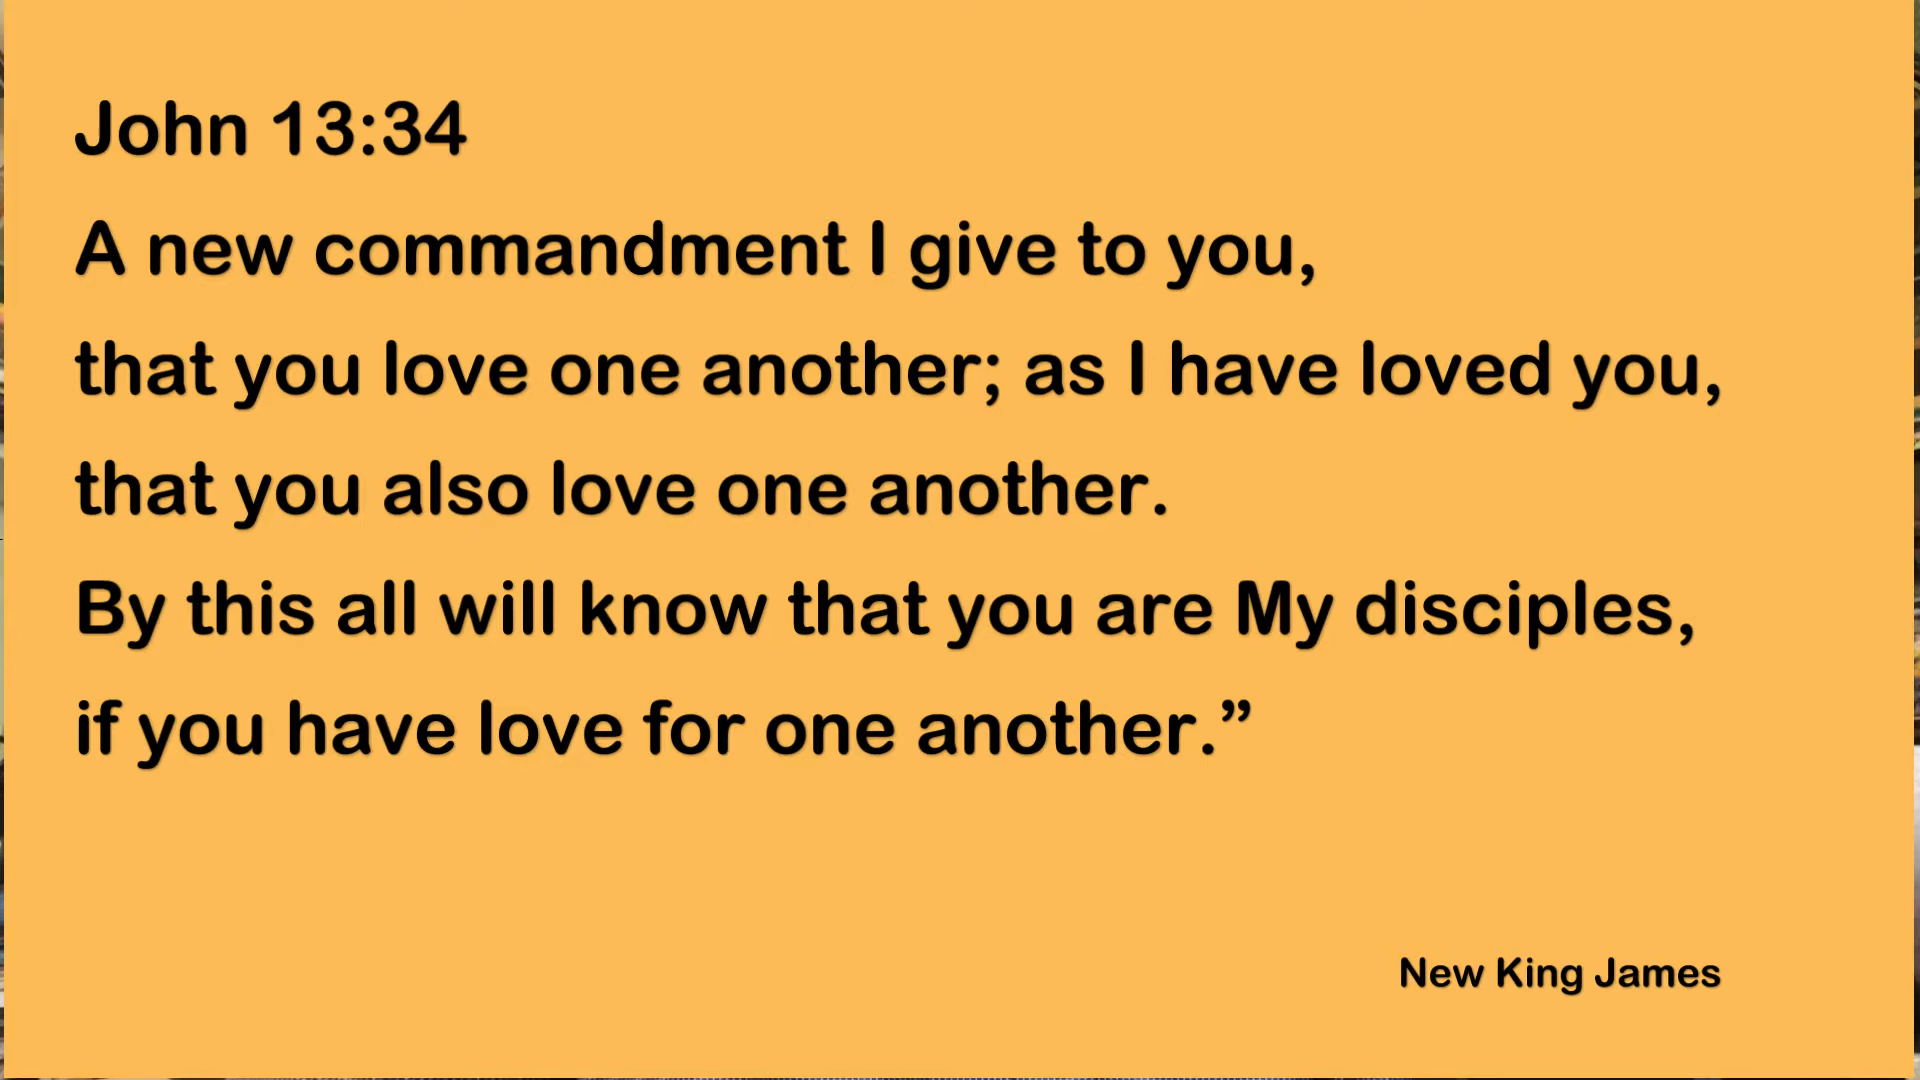 John 13:34
A new commandment I give to you,
that you love one another; as I have loved you,
that you also love one another.
By this all will know that you are My disciples,
if you have love for one another.”
New King James